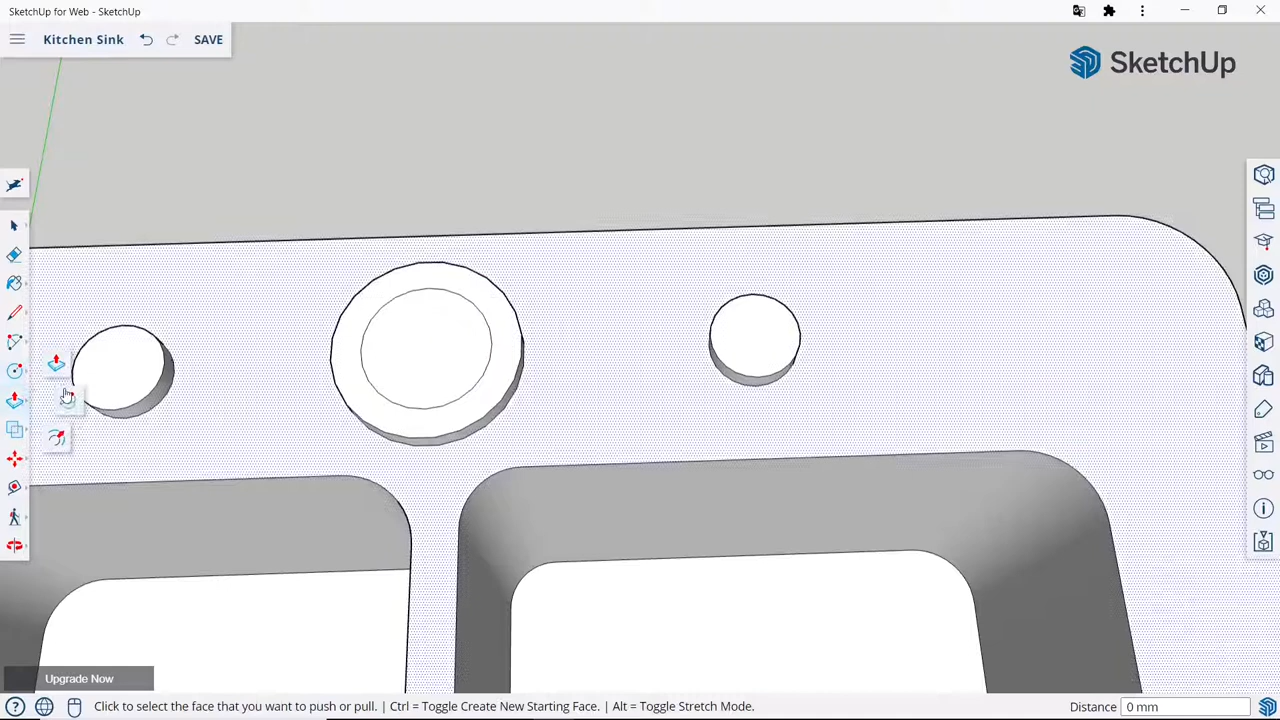 SketchUp for Web - SketchUp
Kitchen Sink
SAVE
SketchUp
Upgrade Now
Click to select the face that you want to push or pull. | Ctrl = Toggle Create New Starting Face. | Alt = Toggle Stretch Mode.
Distance
0 mm